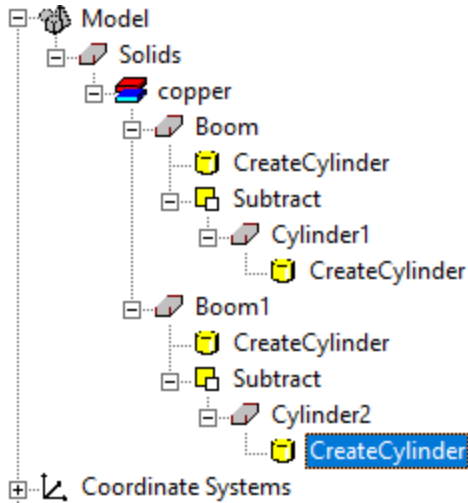 Model
Solids
copper
Boom
CreateCylinder
Subtract
Cylinder1
CreateCylinder
Boom1
CreateCylinder
Subtract
Cylinder2
CreateCylinder
Coordinate Systems